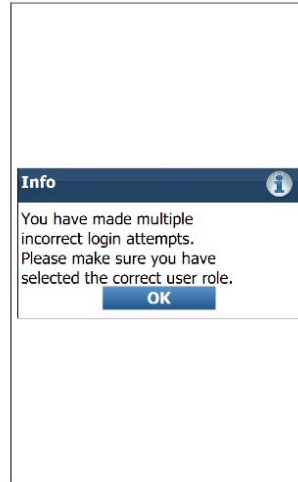 Info
You have made multiple
incorrect login attempts.
Please make sure you have
selected the correct user role.
OK